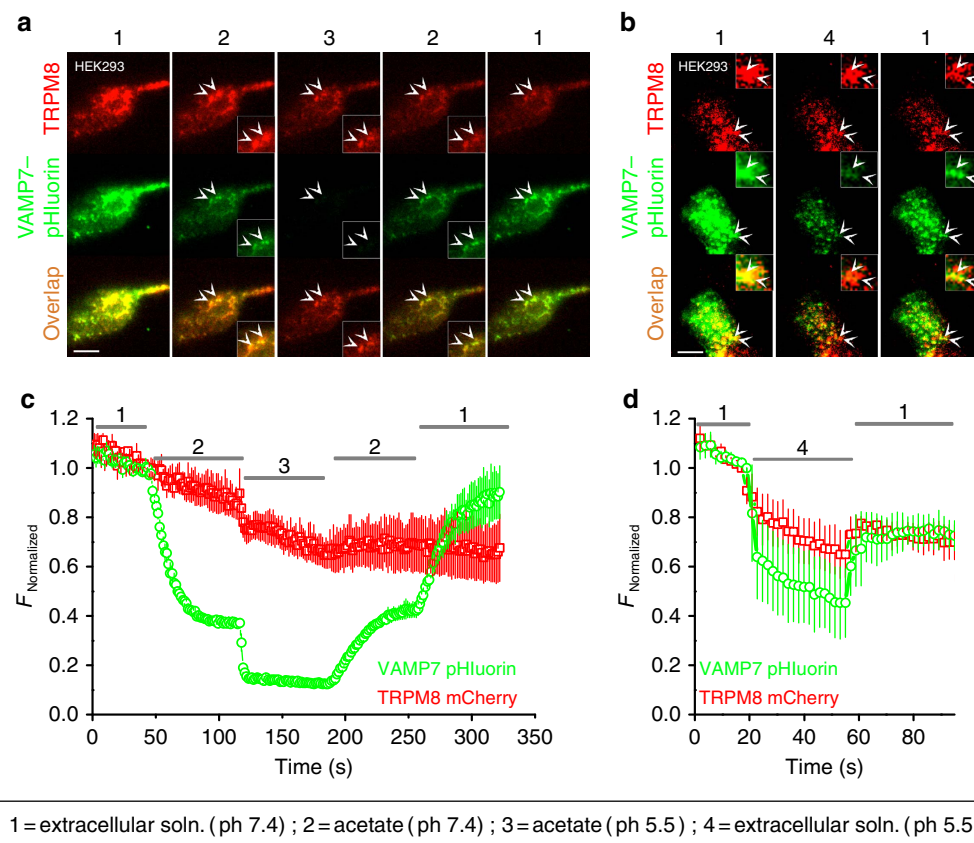 a
1 2 3 2 1
HEK293
TRPM8
VAMP7–
pHluorin
Overlap
b
1 4 1
HEK293
TRPM8
VAMP7–
pHluorin
Overlap
c
1.2
1.0
0.8
0.6
0.4
0.2
0.0
F Normalized
1
2
3
2
1
VAMP7 pHluorin
TRPM8 mCherry
0 50 100 150 200 250 300 350
Time (s)
d
1.2
1.0
0.8
0.6
0.4
0.2
0.0
F Normalized
1
4
1
VAMP7 pHluorin
TRPM8 mCherry
0 20 40 60 80
Time (s)
1 = extracellular soln. ( ph 7.4) ; 2 = acetate ( ph 7.4) ; 3 = acetate ( ph 5.5) ; 4 = extracellular soln. ( ph 5.5